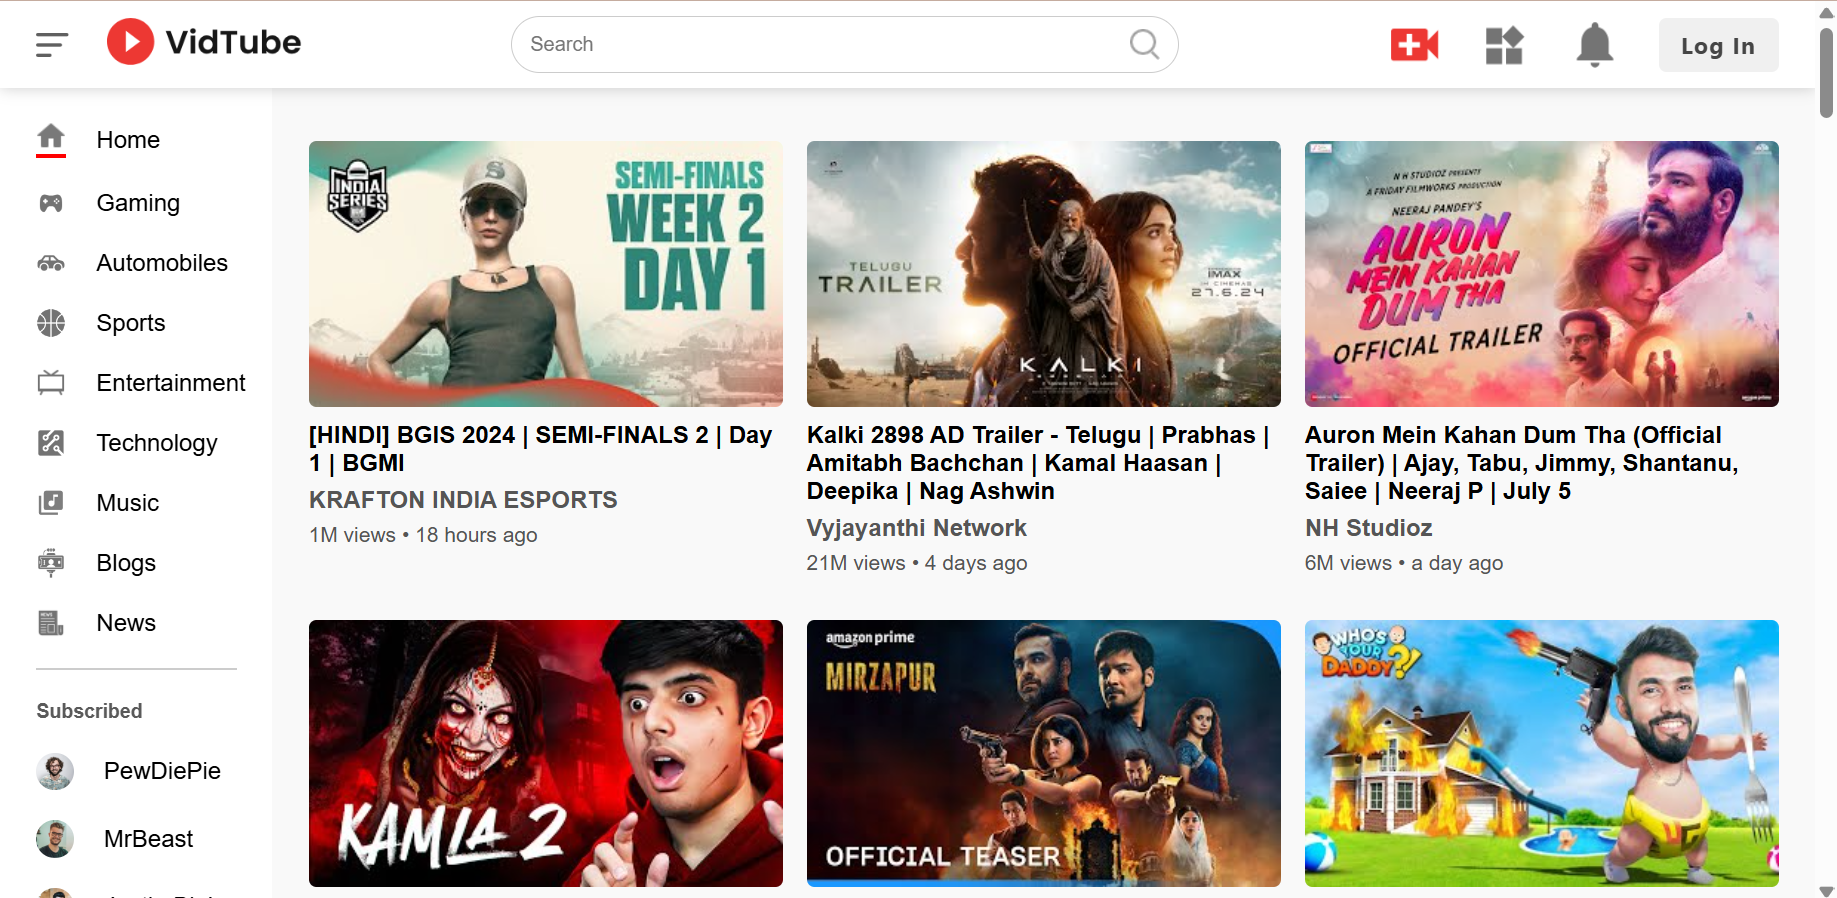 VidTube
Search
Log In
Home
Gaming
Automobiles
Sports
Entertainment
Technology
Music
Blogs
News
Subscribed
PewDiePie
MrBeast
INDIA
SERIES
SEMI-FINALS
WEEK 2
DAY 1
[HINDI] BGIS 2024 | SEMI-FINALS 2 | Day
1 | BGMI
KRAFTON INDIA ESPORTS
1M views • 18 hours ago
TELUGU
TRAILER
IMAX
IN CINEMAS
27.6.24
KALKI
Kalki 2898 AD Trailer - Telugu | Prabhas |
Amitabh Bachchan | Kamal Haasan |
Deepika | Nag Ashwin
Vyjayanthi Network
21M views • 4 days ago
N H STUDIOZ PRESENTS
A FRIDAY FILMWORKS PRODUCTION
NEERAJ PANDEY'S
AURON
MEIN KAHAN
DUM THA
OFFICIAL TRAILER
Auron Mein Kahan Dum Tha (Official
Trailer) | Ajay, Tabu, Jimmy, Shantanu,
Saiee | Neeraj P | July 5
NH Studioz
6M views • a day ago
KAMLA 2
amazon prime
MIRZAPUR
OFFICIAL TEASER
WHO'S
YOUR
DADDY?!